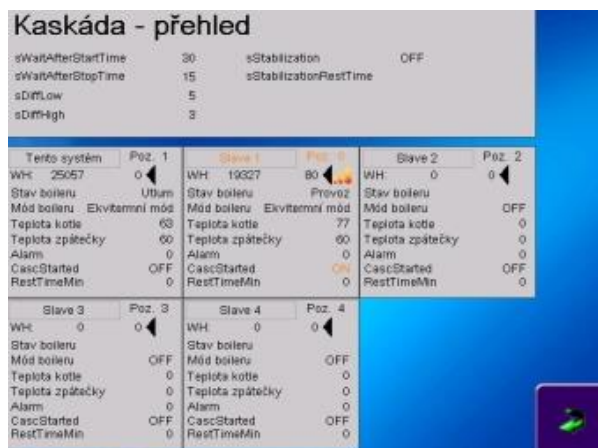 Kaskáda - přehled
sWaitAfterStartTime 30 sStabilization OFF
sWaitAfterStopTime 15 sStabilizationRestTime
sDiffLow 5
sDiffHigh 3
Tento systém Poz. 1
WH: 25057 0
Stav boileru Utlum
Mód boileru Ekvitermní mód
Teplota kotle 63
Teplota zpátečky 60
Alarm 0
CascStarted OFF
RestTimeMin 0
Slave 1 Poz. 0
WH: 19327 80
Stav boileru Provoz
Mód boileru Ekvitermní mód
Teplota kotle 77
Teplota zpátečky 60
Alarm 0
CascStarted ON
RestTimeMin 0
Slave 2 Poz. 2
WH: 0 0
Stav boileru
Mód boileru OFF
Teplota kotle 0
Teplota zpátečky 0
Alarm 0
CascStarted OFF
RestTimeMin 0
Slave 3 Poz. 3
WH: 0 0
Stav boileru
Mód boileru OFF
Teplota kotle 0
Teplota zpátečky 0
Alarm 0
CascStarted OFF
RestTimeMin 0
Slave 4 Poz. 4
WH: 0 0
Stav boileru
Mód boileru OFF
Teplota kotle 0
Teplota zpátečky 0
Alarm 0
CascStarted OFF
RestTimeMin 0